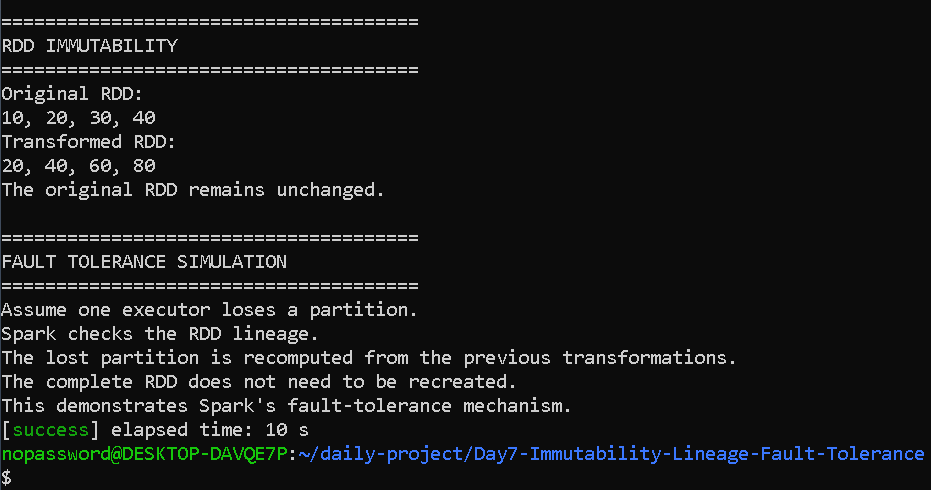 ======================================
RDD IMMUTABILITY
======================================
Original RDD:
10, 20, 30, 40
Transformed RDD:
20, 40, 60, 80
The original RDD remains unchanged.
======================================
FAULT TOLERANCE SIMULATION
======================================
Assume one executor loses a partition.
Spark checks the RDD lineage.
The lost partition is recomputed from the previous transformations.
The complete RDD does not need to be recreated.
This demonstrates Spark's fault-tolerance mechanism.
[success] elapsed time: 10 s
nopassword@DESKTOP-DAVQE7P:~/daily-project/Day7-Immutability-Lineage-Fault-Tolerance
$